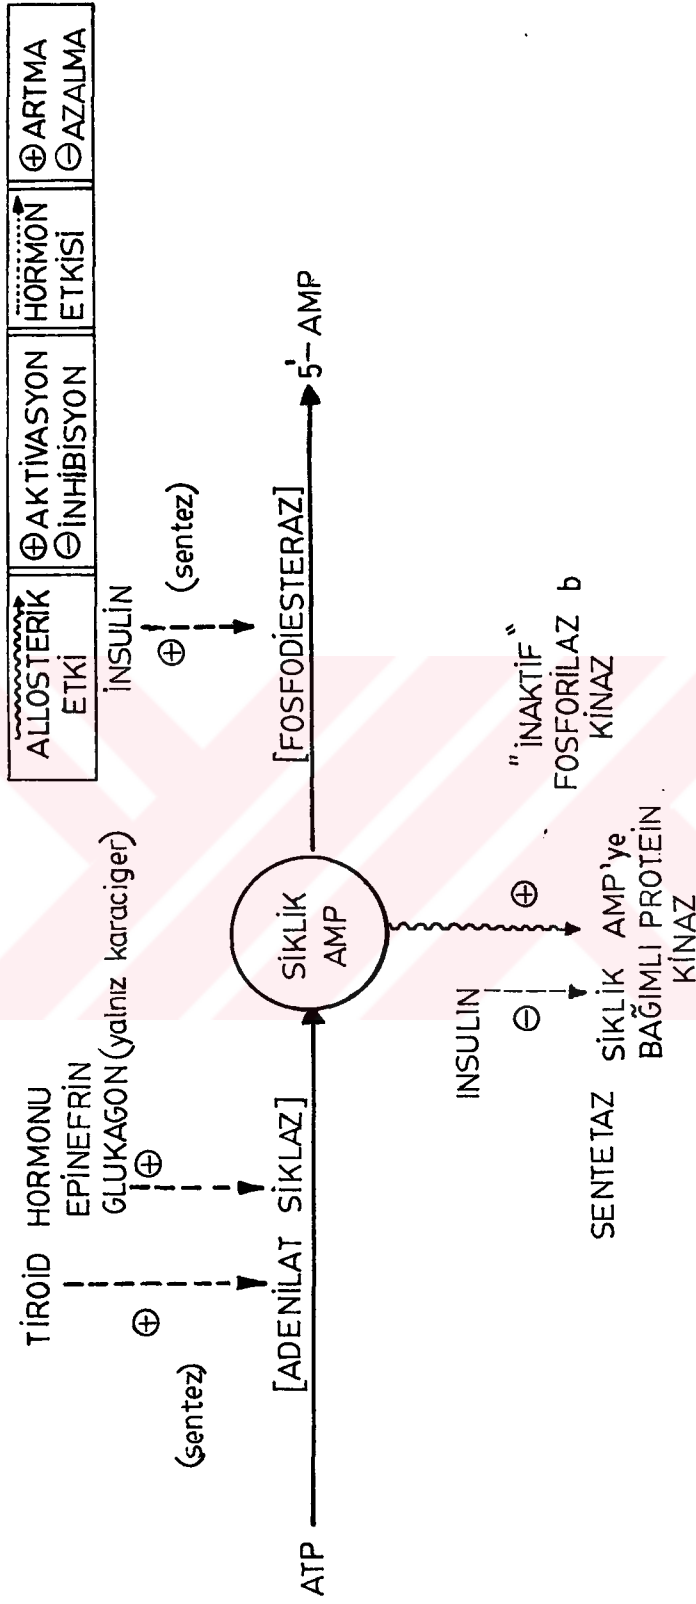 TİROİD HORMONU
EPİNEFRİN
GLUKAGON (yalnız karaciger)
⊕
⊕
(sentez)
[ADENİLAT SİKLAZ]
ATP
SİKLİK
AMP
ALLOSTERİK
ETKİ
⊕AKTİVASYON
⊖İNHİBİSYON
HORMON
ETKİSİ
⊕ARTMA
⊖AZALMA
İNSULİN
⊕
(sentez)
[FOSFODİESTERAZ]
5'-AMP
INSULIN
⊖
⊕
SENTETAZ
SİKLİK AMP'ye
BAĞIMLI PROTEİN
KİNAZ
"İNAKTİF"
FOSFORİLAZ b
KİNAZ